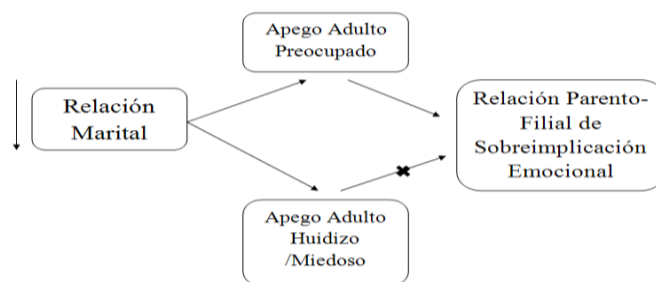 Apego Adulto
Preocupado
Relación
Marital
Relación Parento-
Filial de
Sobreimplicación
Emocional
Apego Adulto
Huidizo
/Miedoso